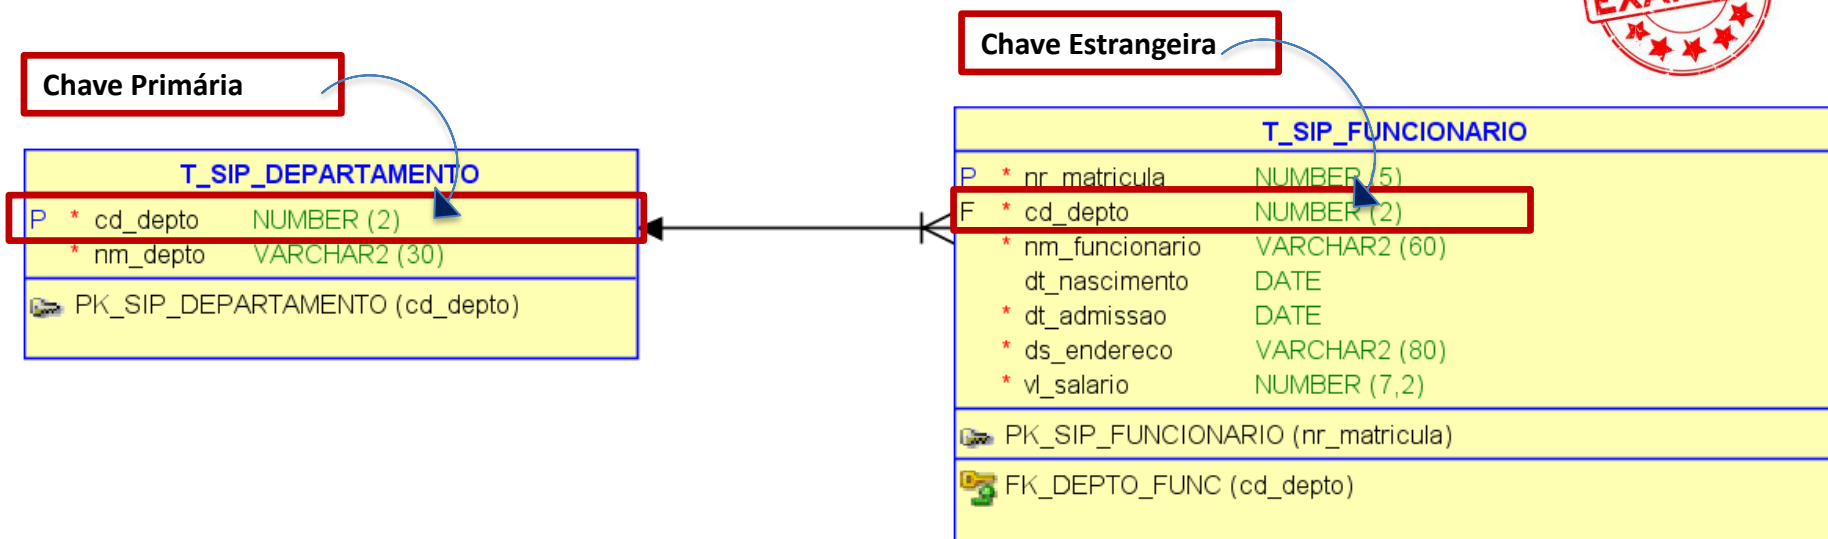 Chave Primária
T_SIP_DEPARTAMENTO
P * cd_depto NUMBER (2)
* nm_depto VARCHAR2 (30)
PK_SIP_DEPARTAMENTO (cd_depto)
Chave Estrangeira
T_SIP_FUNCIONARIO
P * nr_matricula NUMBER (5)
F * cd_depto NUMBER (2)
* nm_funcionario VARCHAR2 (60)
dt_nascimento DATE
* dt_admissao DATE
* ds_endereco VARCHAR2 (80)
* vl_salario NUMBER (7,2)
PK_SIP_FUNCIONARIO (nr_matricula)
FK_DEPTO_FUNC (cd_depto)